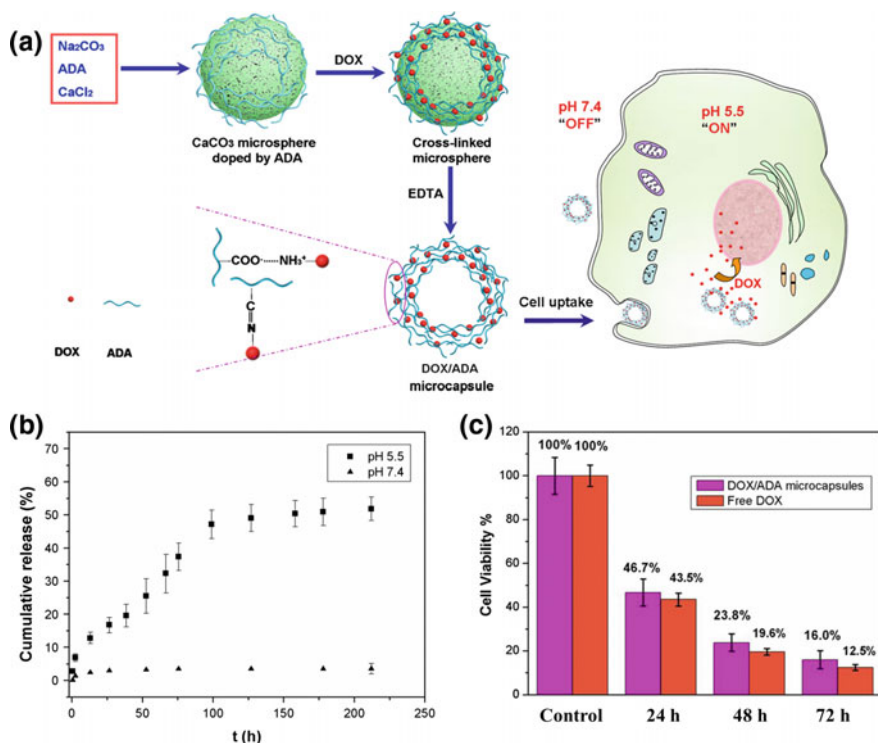 (a)
Na₂CO₃
ADA
CaCl₂
DOX
CaCO₃ microsphere
doped by ADA
Cross-linked
microsphere
EDTA
pH 7.4
"OFF"
pH 5.5
"ON"
DOX
COO⁻
NH₃⁺
C
N
DOX
ADA
DOX/ADA
microcapsule
Cell uptake
(b)
Cumulative release (%)
70
60
50
40
30
20
10
0
0
50
100
150
200
250
t (h)
pH 5.5
pH 7.4
(c)
Cell Viability %
120
100
80
60
40
20
0
100%
100%
DOX/ADA microcapsules
Free DOX
46.7%
43.5%
23.8%
19.6%
16.0%
12.5%
Control
24 h
48 h
72 h